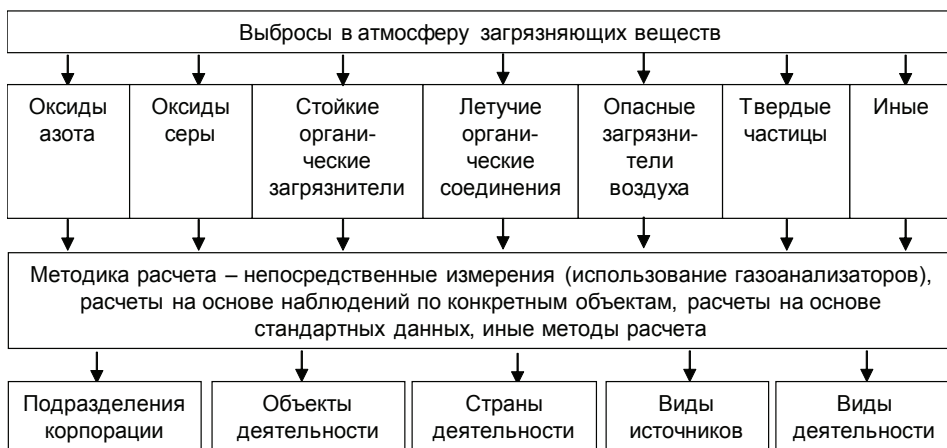 Выбросы в атмосферу загрязняющих веществ
Оксиды
азота
Оксиды
серы
Стойкие
органи-
ческие
загрязнители
Летучие
органи-
ческие
соединения
Опасные
загрязни-
тели
воздуха
Твердые
частицы
Иные
Методика расчета – непосредственные измерения (использование газоанализаторов),
расчеты на основе наблюдений по конкретным объектам, расчеты на основе
стандартных данных, иные методы расчета
Подразделения
корпорации
Объекты
деятельности
Страны
деятельности
Виды
источников
Виды
деятельности